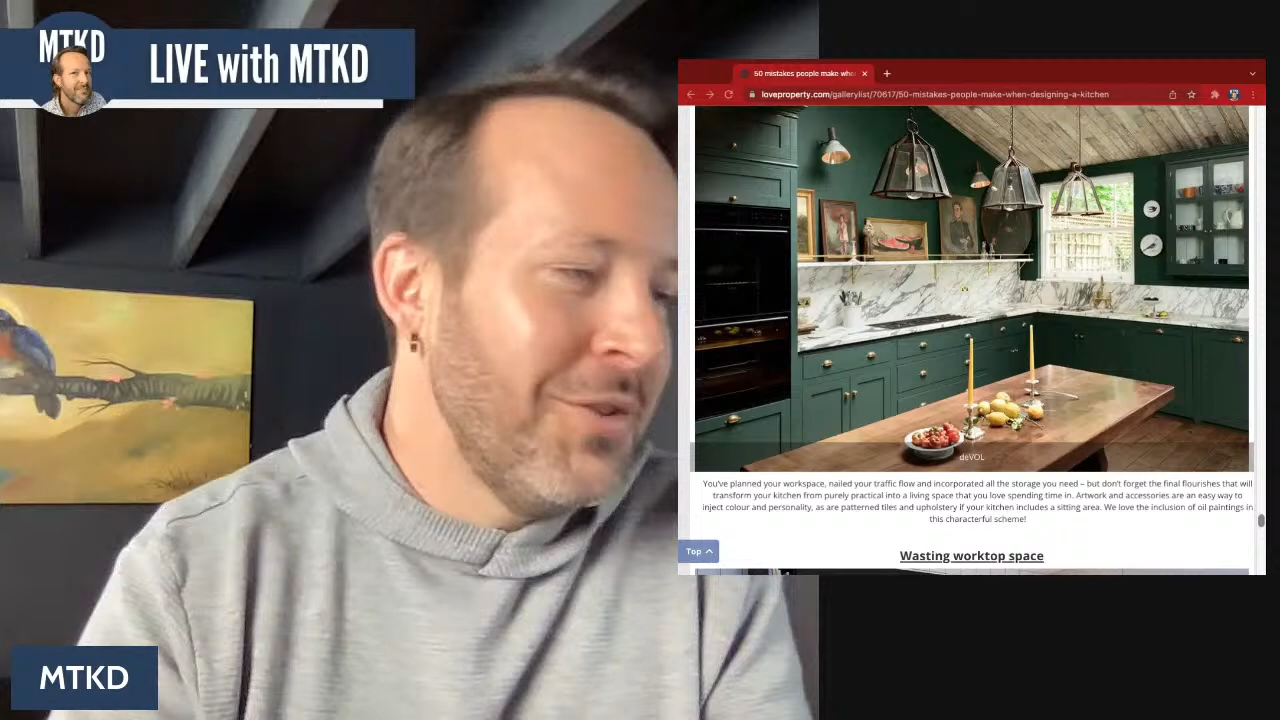 MTKD
LIVE with MTKD
50 mistakes people make whe
loveproperty.com/gallerylist/70617/50-mistakes-people-make-when-designing-a-kitchen
deVOL
You've planned your workspace, nailed your traffic flow and incorporated all the storage you need – but don't forget the final flourishes that will
transform your kitchen from purely practical into a living space that you love spending time in. Artwork and accessories are an easy way to
inject colour and personality, as are patterned tiles and upholstery if your kitchen includes a sitting area. We love the inclusion of oil paintings in
this characterful scheme!
Top
Wasting worktop space
MTKD